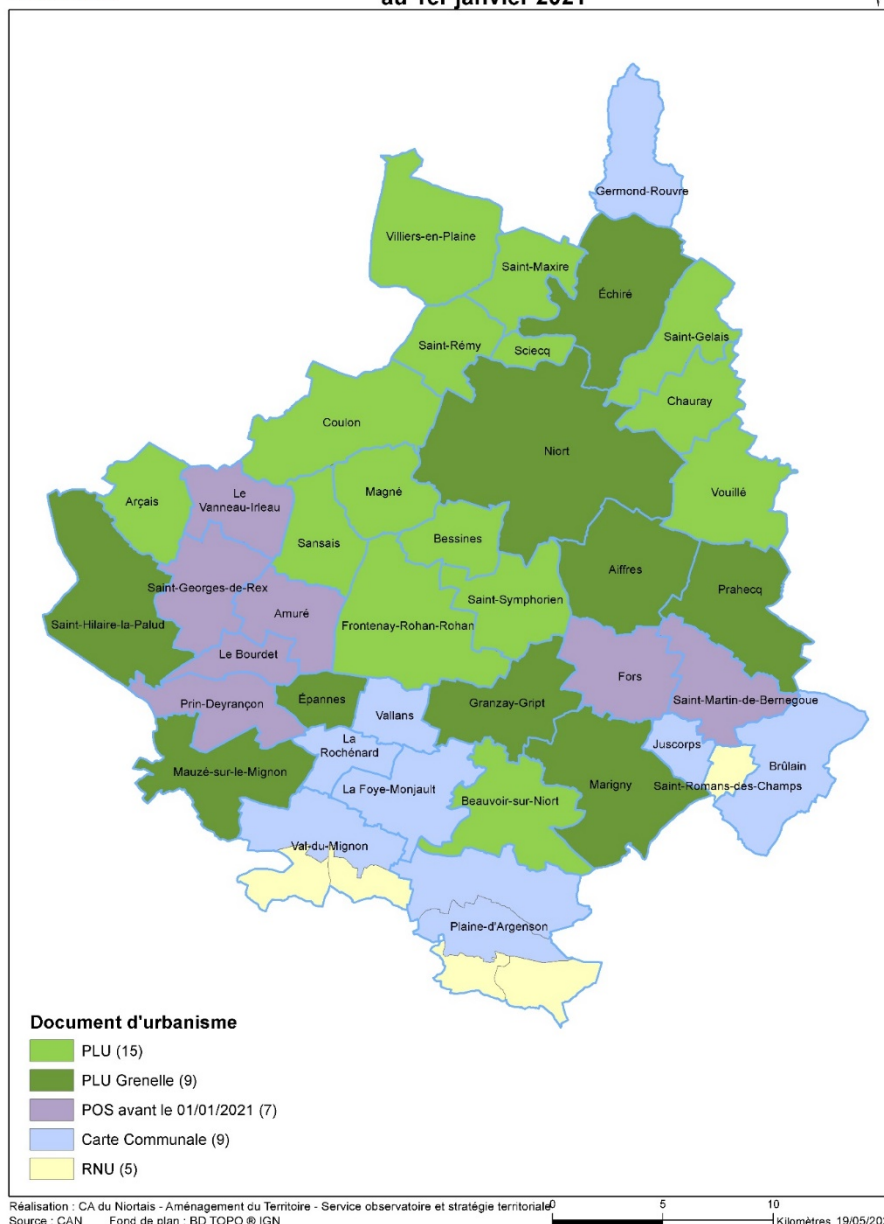 au 1er janvier 2021
Germond-Rouvre
Villiers-en-Plaine
Saint-Maxire
Échiré
Saint-Rémy
Sciecq
Saint-Gelais
Chauray
Coulon
Niort
Arçais
Le
Vanneau-Irleau
Magné
Vouillé
Sansais
Bessines
Aiffres
Prahecq
Saint-Georges-de-Rex
Saint-Hilaire-la-Palud
Amuré
Saint-Symphorien
Frontenay-Rohan-Rohan
Le Bourdet
Fors
Saint-Martin-de-Bernegoue
Prin-Deyrançon
Épannes
Vallans
Granzay-Gript
La
Rochénard
Juscorps
Mauzé-sur-le-Mignon
La Foye-Monjault
Beauvoir-sur-Niort
Marigny
Brûlain
Saint-Romans-des-Champs
Val-du-Mignon
Plaine-d'Argenson
Document d'urbanisme
PLU (15)
PLU Grenelle (9)
POS avant le 01/01/2021 (7)
Carte Communale (9)
RNU (5)
Réalisation : CA du Niortais - Aménagement du Territoire - Service observatoire et stratégie territoriale
0 5 10
Source : CAN Fond de plan : BD TOPO ® IGN
Kilomètres